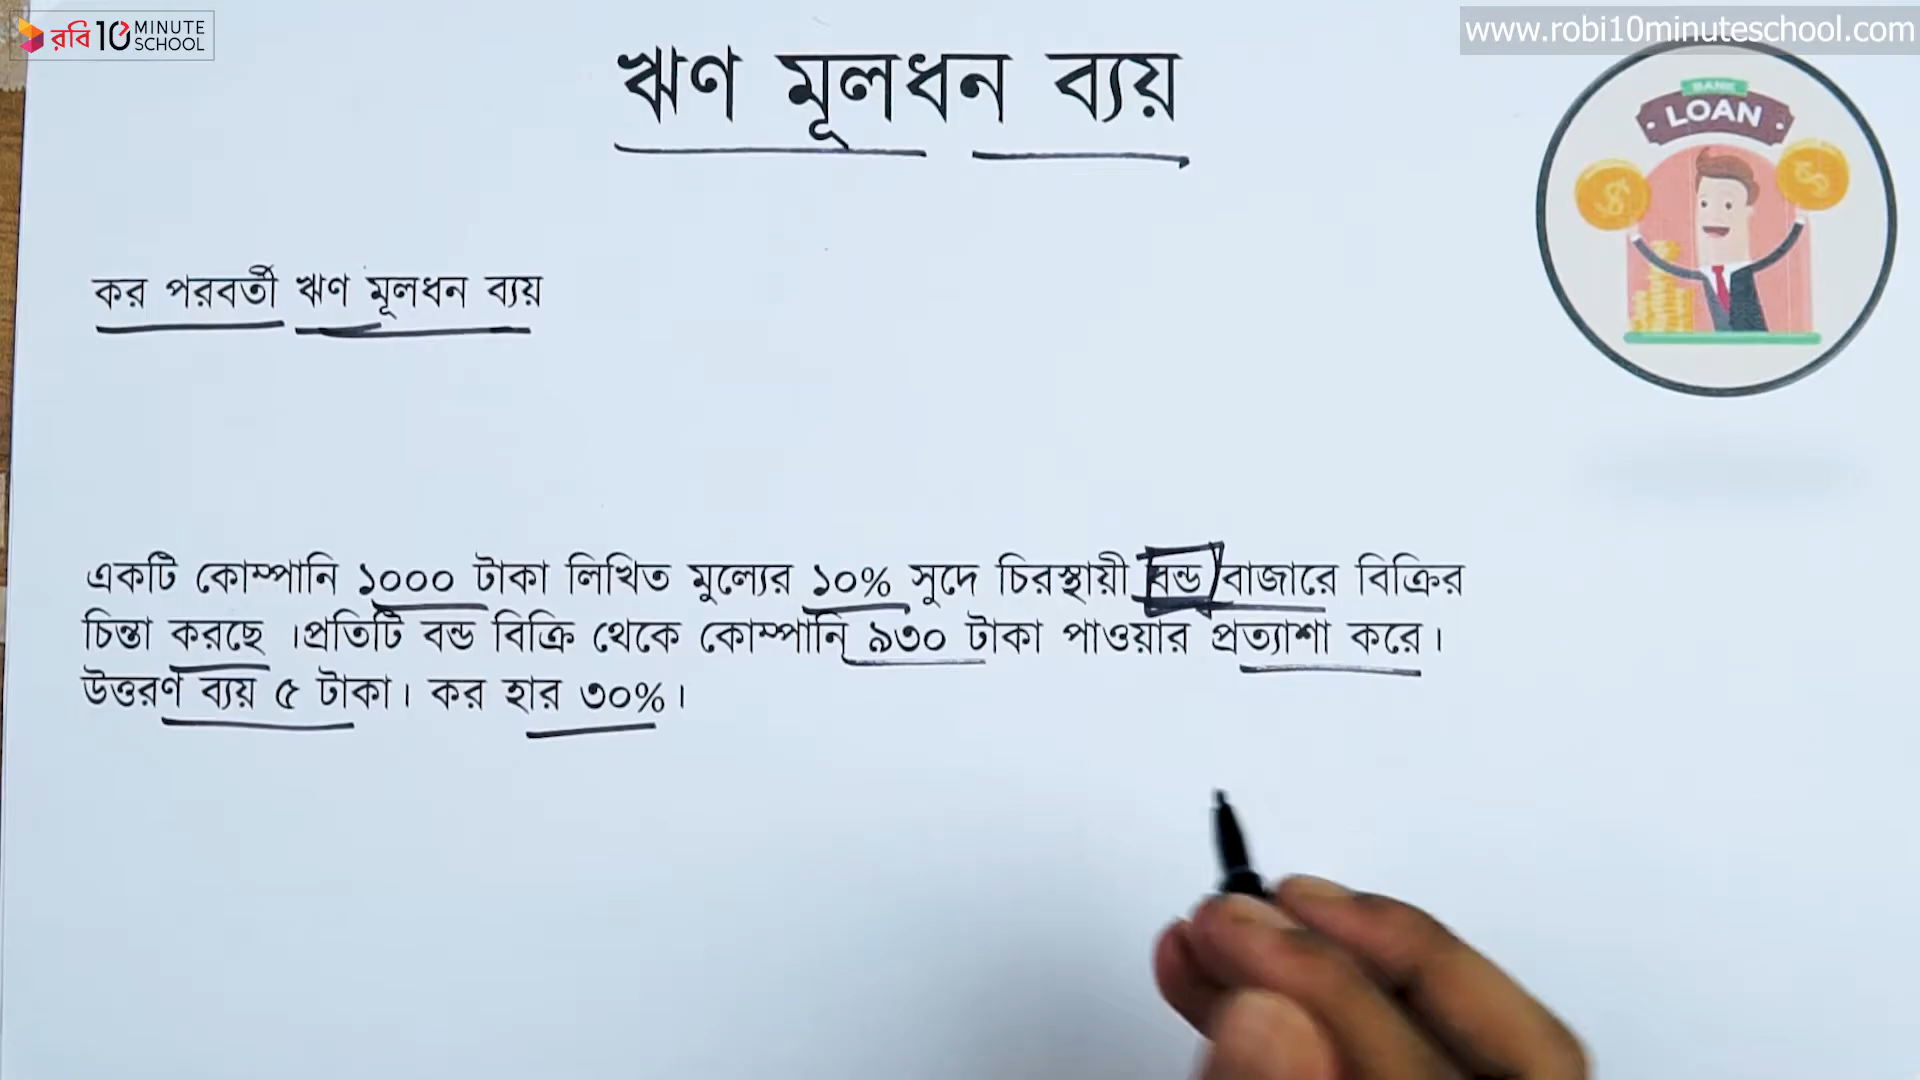 রবি 10 MINUTE SCHOOL
www.robi10minuteschool.com
ঋণ মূলধন ব্যয়
BANK
LOAN
কর পরবর্তী ঋণ মূলধন ব্যয়
একটি কোম্পানি ১০০০ টাকা লিখিত মুল্যের ১০% সুদে চিরস্থায়ী বন্ড বাজারে বিক্রির
চিন্তা করছে ।প্রতিটি বন্ড বিক্রি থেকে কোম্পানি ৯৩০ টাকা পাওয়ার প্রত্যাশা করে।
উত্তরণ ব্যয় ৫ টাকা। কর হার ৩০%।